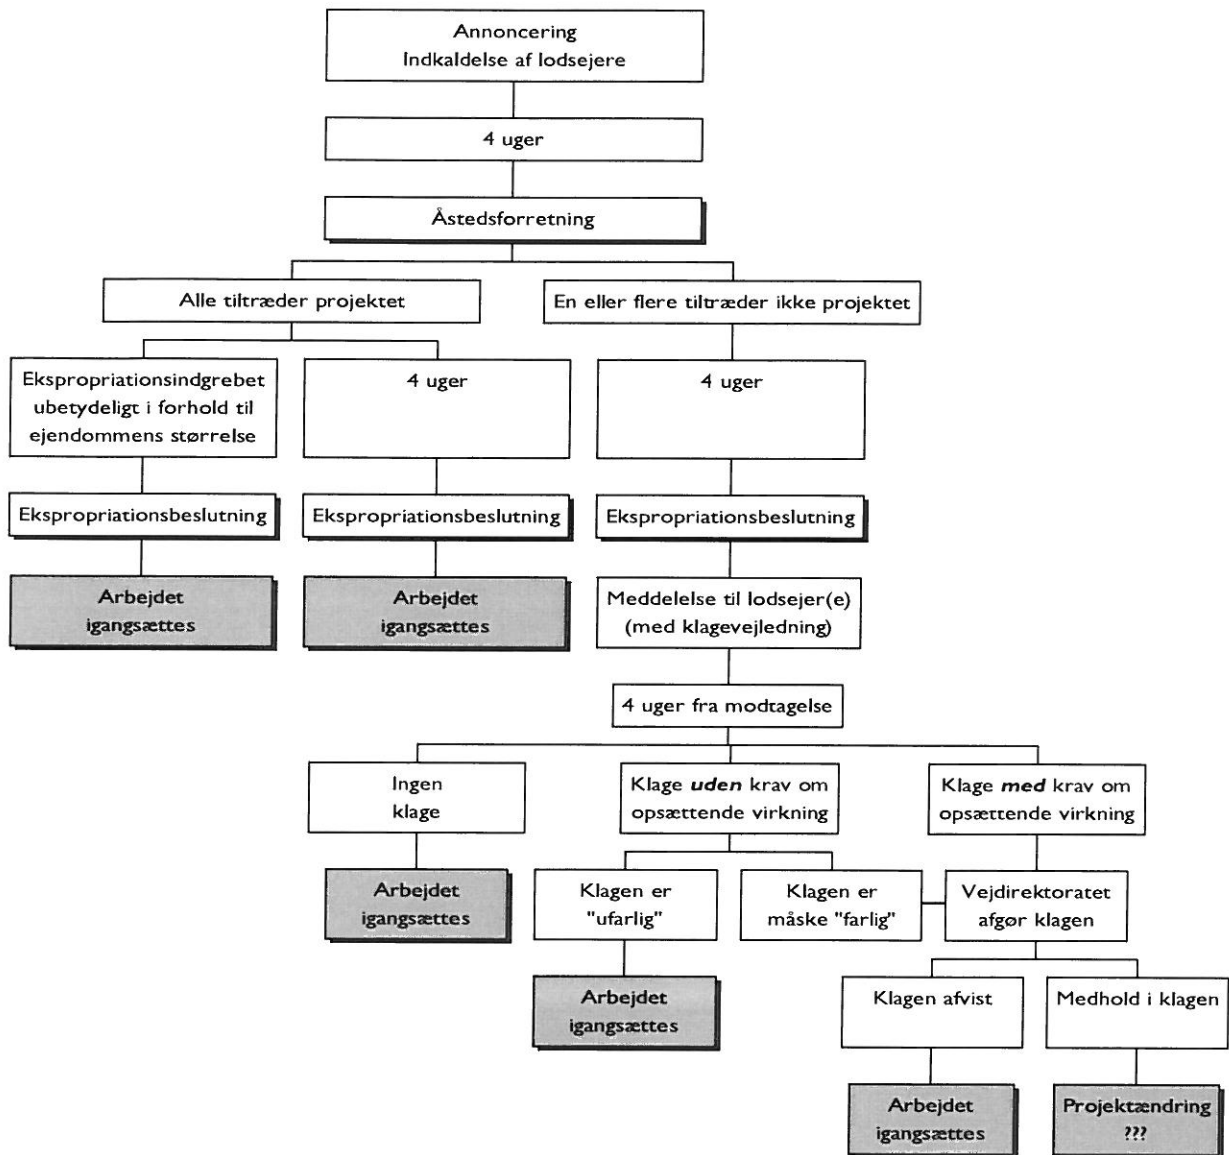 Annoncering
Indkaldelse af lodsejere
4 uger
Åstedsforretning
Alle tiltræder projektet
En eller flere tiltræder ikke projektet
Ekspropriationsindgrebet
ubetydeligt i forhold til
ejendommens størrelse
4 uger
4 uger
Ekspropriationsbeslutning
Ekspropriationsbeslutning
Ekspropriationsbeslutning
Arbejdet
igangsættes
Arbejdet
igangsættes
Meddelelse til lodsejer(e)
(med klagevejledning)
4 uger fra modtagelse
Ingen
klage
Klage uden krav om
opsættende virkning
Klage med krav om
opsættende virkning
Arbejdet
igangsættes
Klagen er
"ufarlig"
Klagen er
måske "farlig"
Vejdirektoratet
afgør klagen
Arbejdet
igangsættes
Klagen afvist
Medhold i klagen
Arbejdet
igangsættes
Projektændring
???